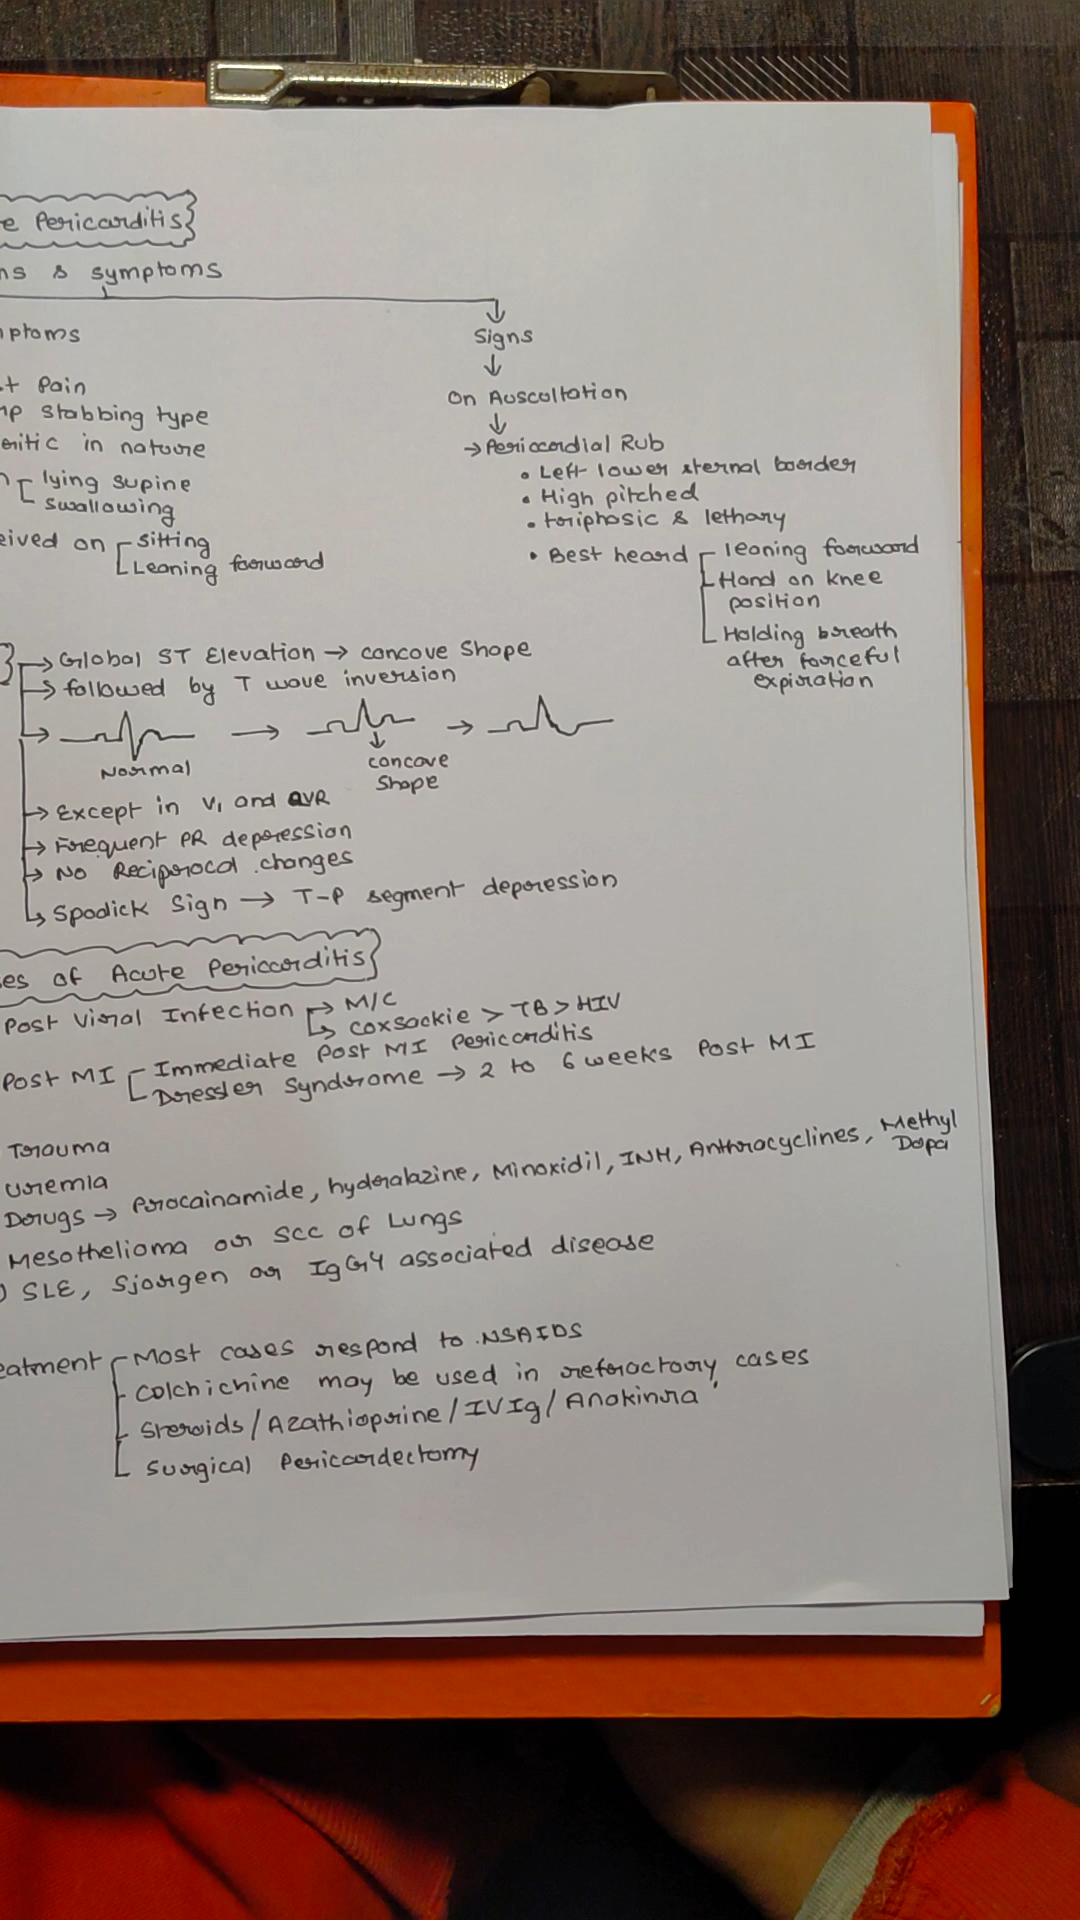 e Pericarditis
ns & symptoms
mptoms
Signs
st Pain
On Auscultation
rp stabbing type
eritic in nature
→ Pericardial Rub
• Left lower sternal border
lying supine
• High pitched
swallowing
• triphasic & lethary
eived on sitting
Leaning forward
• Best heard leaning forward
Hand on knee
position
Holding breath
after forceful
expiration
→ Global ST Elevation → concave shape
→ followed by T wave inversion
Normal
concave
shape
→ Except in V1 and aVR
→ Frequent PR depression
→ No Reciprocal changes
→ Spodick Sign → T-P segment depression
es of Acute Pericarditis
Post Viral Infection → M/C
→ coxsackie > TB > HIV
Post MI Immediate Post MI Pericarditis
Dressler Syndrome → 2 to 6 weeks Post MI
Trauma
uremia
Drugs → Procainamide, hyderalazine, Minoxidil, INH, Anthracyclines, Methyl
Dopa
Mesothelioma or SCC of Lungs
SLE, Sjorgen or IgG4 associated disease
eatment Most cases respond to NSAIDS
Colchichine may be used in refractory cases
Steroids/Azathioprine/IVIg/Anakinra
Surgical Pericardectomy